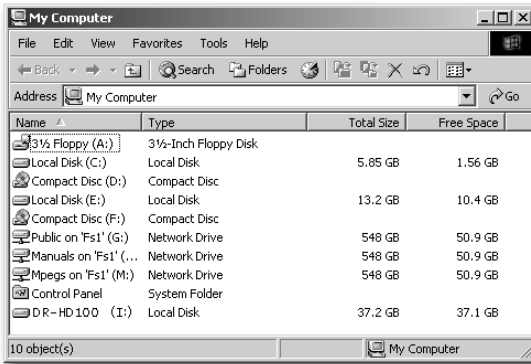 My Computer
File Edit View Favorites Tools Help
Back Search Folders
Address My Computer Go
Name Type Total Size Free Space
3½ Floppy (A:) 3½-Inch Floppy Disk
Local Disk (C:) Local Disk 5.85 GB 1.56 GB
Compact Disc (D:) Compact Disc
Local Disk (E:) Local Disk 13.2 GB 10.4 GB
Compact Disc (F:) Compact Disc
Public on 'Fs1' (G:) Network Drive 548 GB 50.9 GB
Manuals on 'Fs1' (... Network Drive 548 GB 50.9 GB
Mpegs on 'Fs1' (M:) Network Drive 548 GB 50.9 GB
Control Panel System Folder
DR-HD100 (I:) Local Disk 37.2 GB 37.1 GB
10 object(s) My Computer